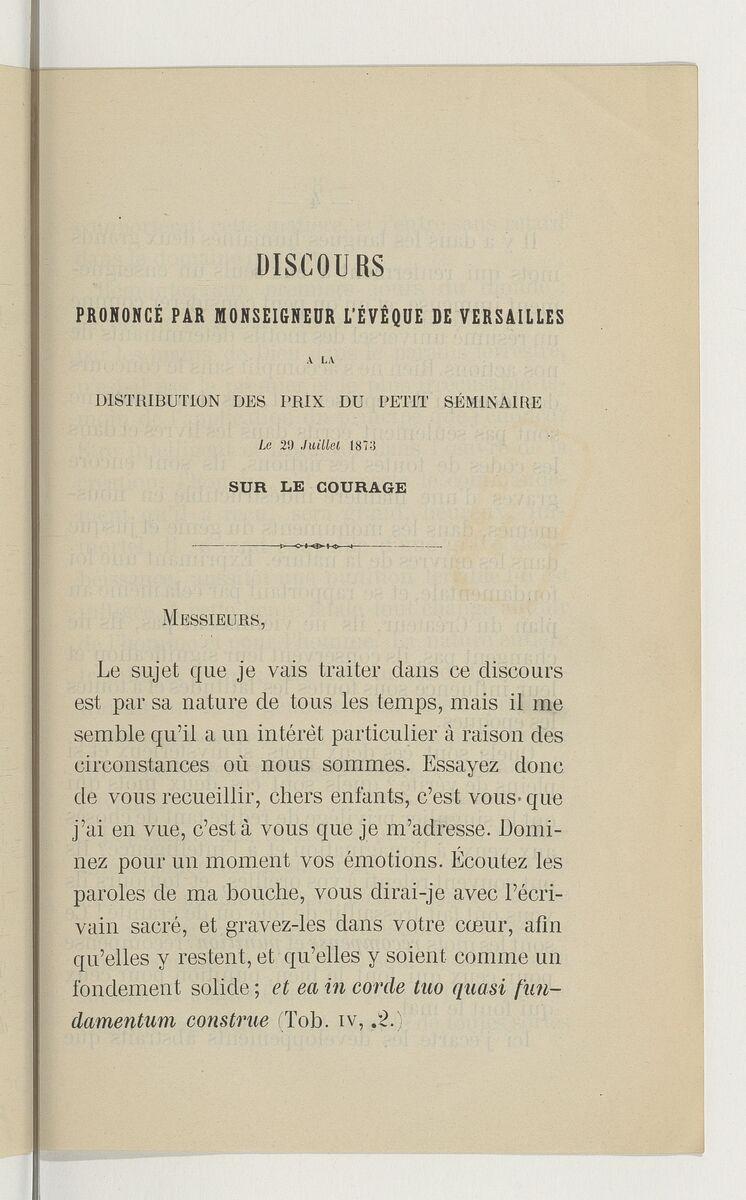 DISCOURS
PRONONCÉ PAR MONSEIGNEUR L'ÉVÊQUE DE VERSAILLES
A LA
DISTRIBUTION DES PRIX DU PETIT SÉMINAIRE
Le 29 Juillet 1873
SUR LE COURAGE
MESSIEURS,
Le sujet que je vais traiter dans ce discours
est par sa nature de tous les temps, mais il me
semble qu'il a un intérêt particulier à raison des
circonstances où nous sommes. Essayez donc
de vous recueillir, chers enfants, c'est vous que
j'ai en vue, c'est à vous que je m'adresse. Domi-
nez pour un moment vos émotions. Écoutez les
paroles de ma bouche, vous dirai-je avec l'écri-
vain sacré, et gravez-les dans votre cœur, afin
qu'elles y restent, et qu'elles y soient comme un
fondement solide ; et ea in corde tuo quasi fun-
damentum construe (Tob. IV, .2.)